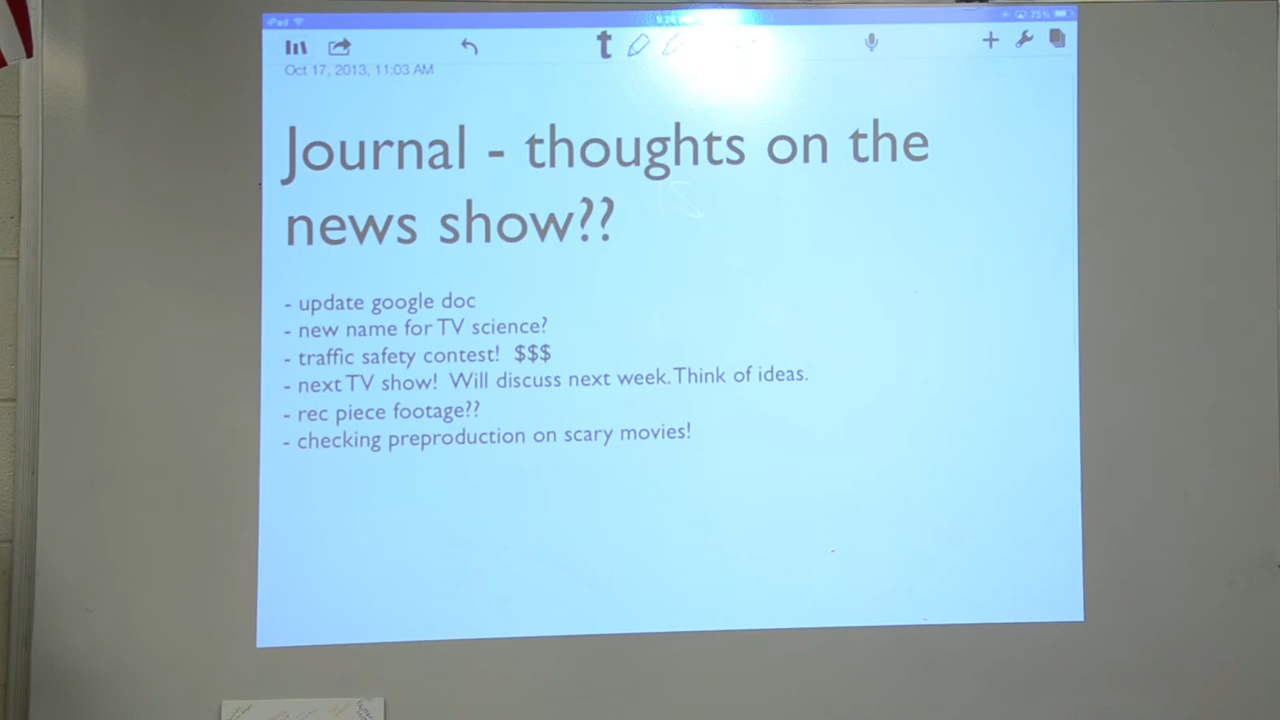 iPad
75%
t
Oct 17, 2013, 11:03 AM
Journal - thoughts on the
news show??
- update google doc
- new name for TV science?
- traffic safety contest! $$$
- next TV show! Will discuss next week. Think of ideas.
- rec piece footage??
- checking preproduction on scary movies!